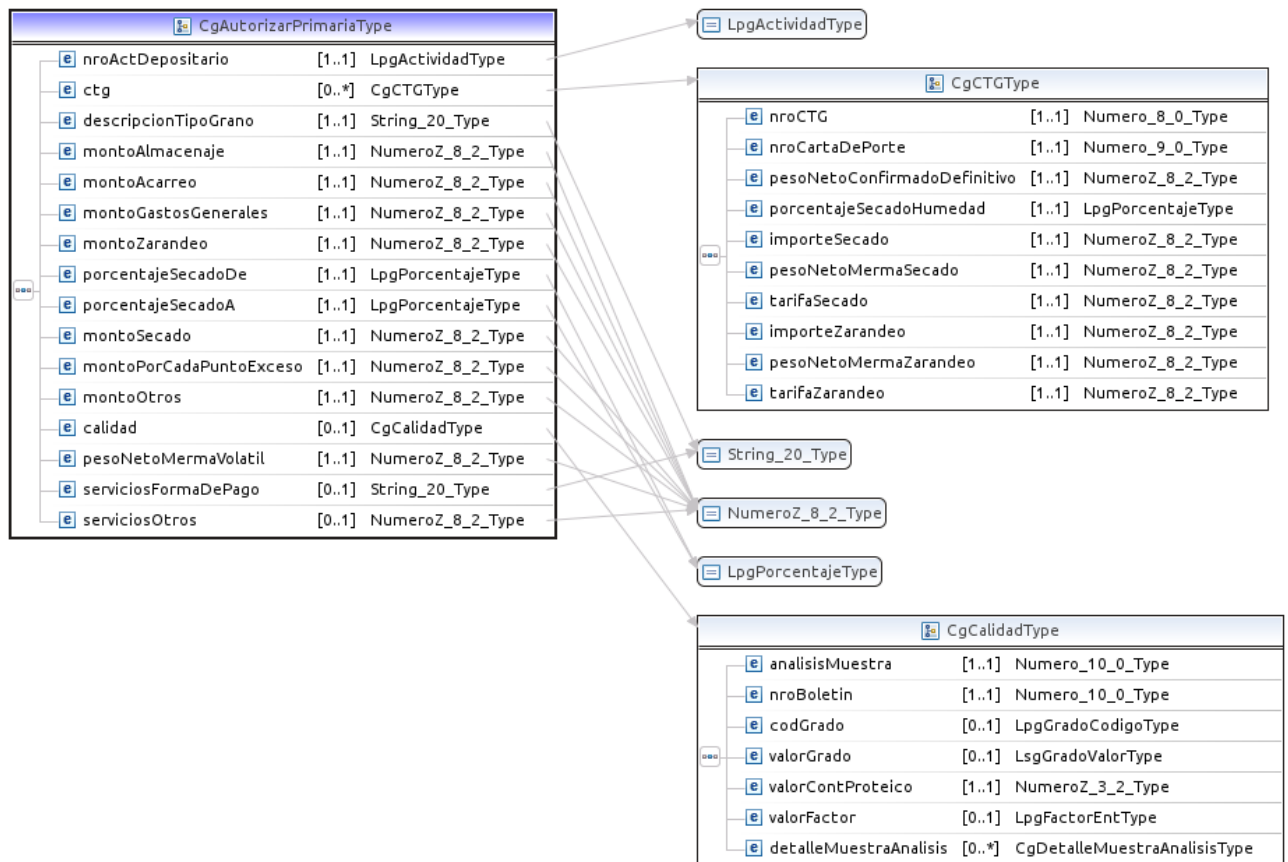 CgAutorizarPrimariaType
nroActDepositario [1..1] LpgActividadType
ctg [0..*] CgCTGType
descripcionTipoGrano [1..1] String_20_Type
montoAlmacenaje [1..1] NumeroZ_8_2_Type
montoAcarreo [1..1] NumeroZ_8_2_Type
montoGastosGenerales [1..1] NumeroZ_8_2_Type
montoZarandeo [1..1] NumeroZ_8_2_Type
porcentajeSecadoDe [1..1] LpgPorcentajeType
porcentajeSecadoA [1..1] LpgPorcentajeType
montoSecado [1..1] NumeroZ_8_2_Type
montoPorCadaPuntoExceso [1..1] NumeroZ_8_2_Type
montoOtros [1..1] NumeroZ_8_2_Type
calidad [0..1] CgCalidadType
pesoNetoMermaVolatil [1..1] NumeroZ_8_2_Type
serviciosFormaDePago [0..1] String_20_Type
serviciosOtros [0..1] NumeroZ_8_2_Type
LpgActividadType
CgCTGType
nroCTG [1..1] Numero_8_0_Type
nroCartaDePorte [1..1] Numero_9_0_Type
pesoNetoConfirmadoDefinitivo [1..1] NumeroZ_8_2_Type
porcentajeSecadoHumedad [1..1] LpgPorcentajeType
importeSecado [1..1] NumeroZ_8_2_Type
pesoNetoMermaSecado [1..1] NumeroZ_8_2_Type
tarifaSecado [1..1] NumeroZ_8_2_Type
importeZarandeo [1..1] NumeroZ_8_2_Type
pesoNetoMermaZarandeo [1..1] NumeroZ_8_2_Type
tarifaZarandeo [1..1] NumeroZ_8_2_Type
String_20_Type
NumeroZ_8_2_Type
LpgPorcentajeType
CgCalidadType
analisisMuestra [1..1] Numero_10_0_Type
nroBoletin [1..1] Numero_10_0_Type
codGrado [0..1] LpgGradoCodigoType
valorGrado [0..1] LsgGradoValorType
valorContProteico [1..1] NumeroZ_3_2_Type
valorFactor [0..1] LpgFactorEntType
detalleMuestraAnalisis [0..*] CgDetalleMuestraAnalisisType